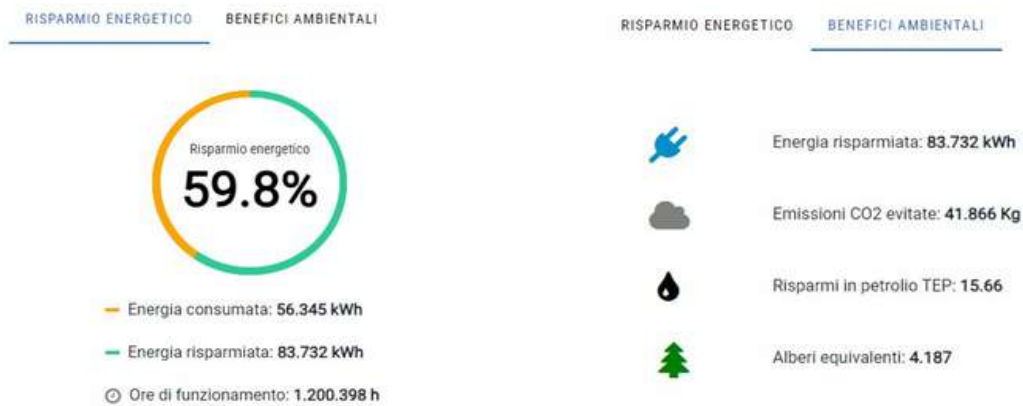 RISPARMIO ENERGETICO BENEFICI AMBIENTALI
Risparmio energetico
59.8%
Energia consumata: 56.345 kWh
Energia risparmiata: 83.732 kWh
Ore di funzionamento: 1.200.398 h
RISPARMIO ENERGETICO BENEFICI AMBIENTALI
Energia risparmiata: 83.732 kWh
Emissioni CO2 evitate: 41.866 Kg
Risparmi in petrolio TEP: 15.66
Alberi equivalenti: 4.187